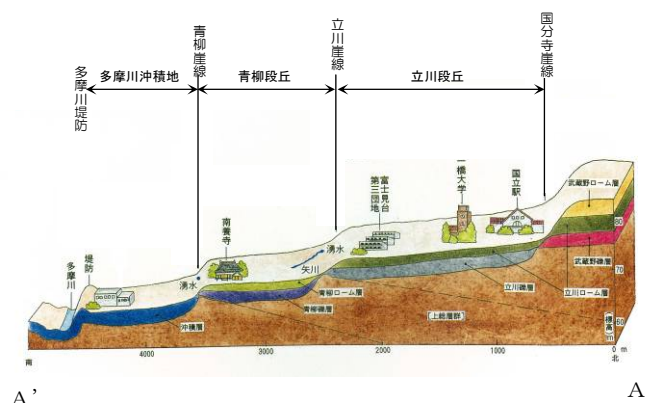 国分寺崖線
立川崖線
青柳崖線
多摩川堤防
多摩川沖積地
青柳段丘
立川段丘
一橋大学
国立駅
富士見台
第三団地
南養寺
武蔵野ローム層
80
湧水
堤防
多摩川
湧水
矢川
武蔵野礫層
70
青柳ローム層
立川礫層
立川ローム層
青柳礫層
沖積層
[上総層群]
(標高)m
60
南
4000
3000
2000
1000
0 m
北
A’
A